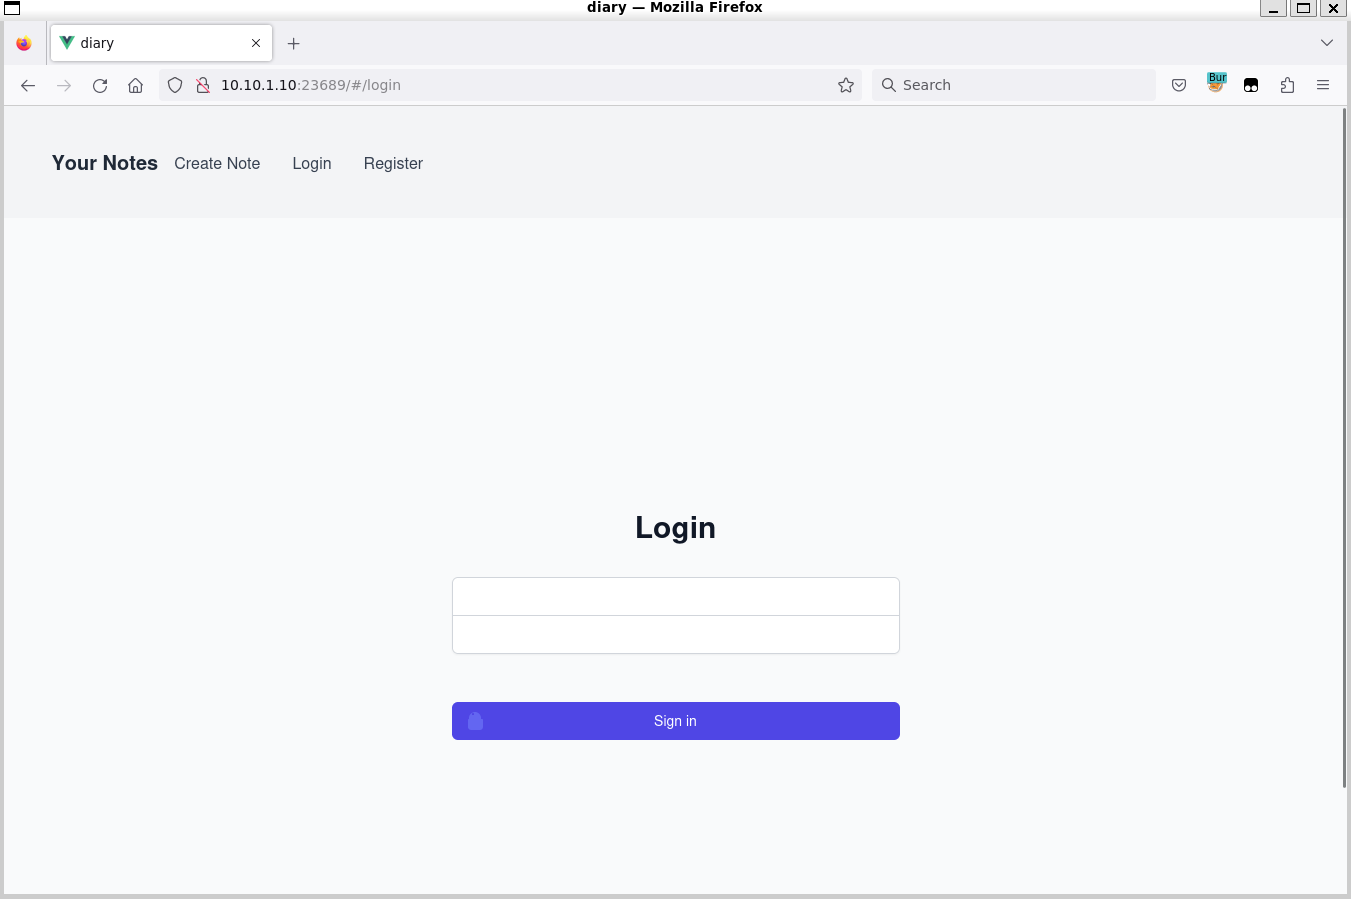 diary — Mozilla Firefox
diary
10.10.1.10:23689/#/login
Search
Bur
Your Notes Create Note Login Register
Login
Sign in